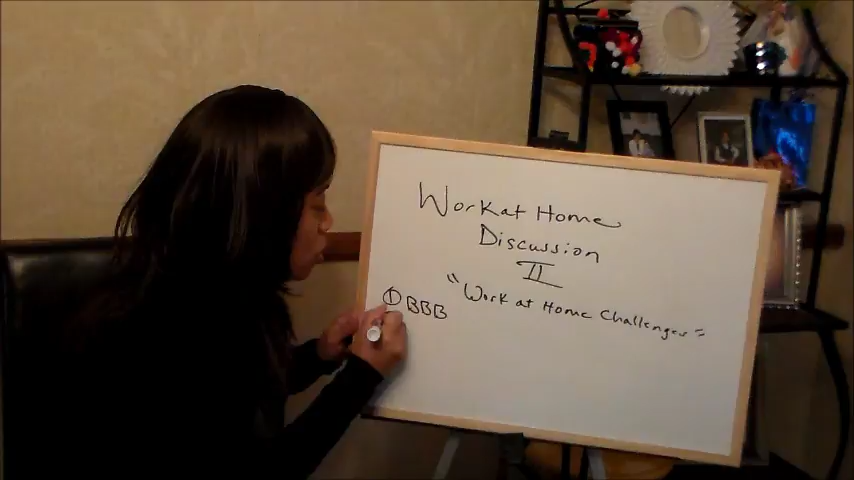 Work at Home
Discussion
II
"Work at Home Challenges"
① BBB